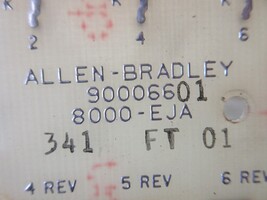 K K K
2 4 6
ALLEN-BRADLEY
90006601
8000-EJA
341 FT 01
4 REV 5 REV 6 REV